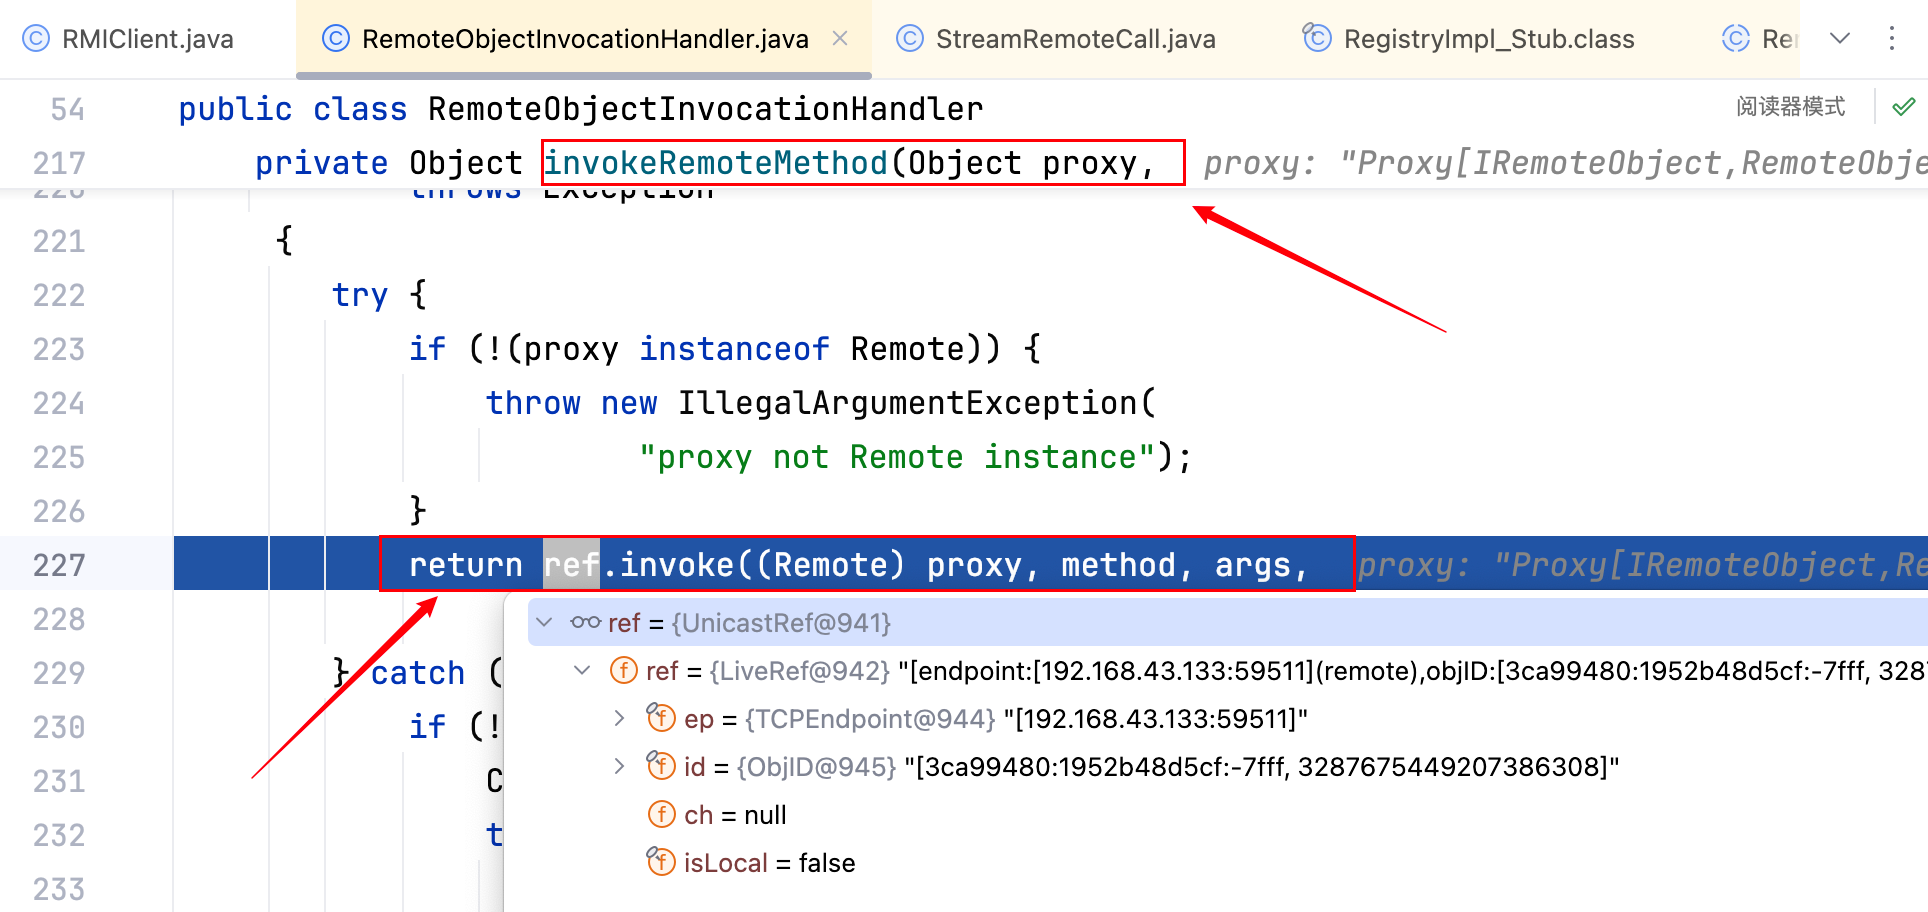 RMIClient.java RemoteObjectInvocationHandler.java StreamRemoteCall.java RegistryImpl_Stub.class
54 public class RemoteObjectInvocationHandler 阅读器模式
217 private Object invokeRemoteMethod(Object proxy, proxy: "Proxy[IRemoteObject,RemoteObje
220 throws Exception
221 {
222 try {
223 if (!(proxy instanceof Remote)) {
224 throw new IllegalArgumentException(
225 "proxy not Remote instance");
226 }
227 return ref.invoke((Remote) proxy, method, args, proxy: "Proxy[IRemoteObject,Re
228 ref = {UnicastRef@941}
ref = {LiveRef@942} "[endpoint:[192.168.43.133:59511](remote),objID:[3ca99480:1952b48d5cf:-7fff, 3287
229 } catch (
230 if (! ep = {TCPEndpoint@944} "[192.168.43.133:59511]"
231 C id = {ObjID@945} "[3ca99480:1952b48d5cf:-7fff, 3287675449207386308]"
232 t ch = null
233 isLocal = false